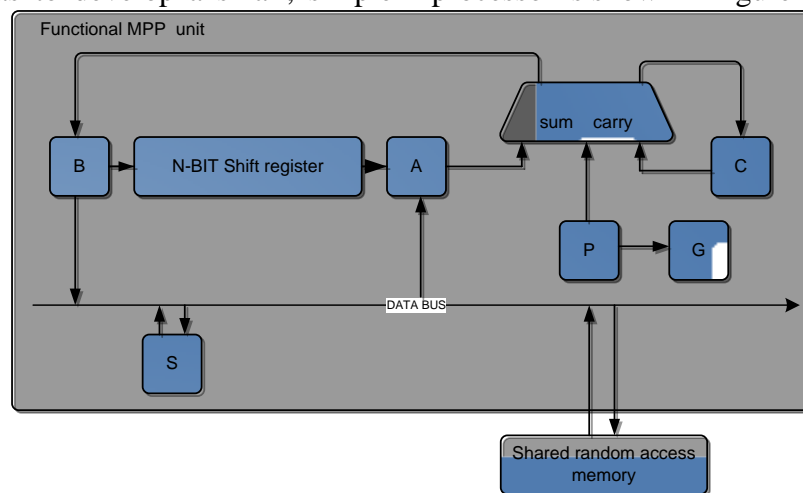 Functional MPP unit
sum carry
B
N-BIT Shift register
A
C
P
G
DATA BUS
S
Shared random access
memory